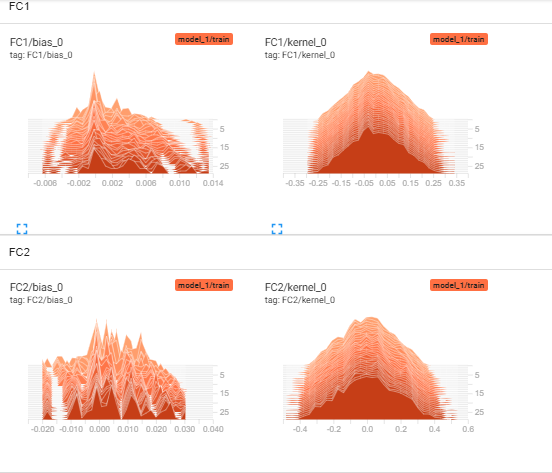 FC1
FC1/bias_0
model_1/train
tag: FC1/bias_0
5
15
25
-0.006 -0.002 0.002 0.006 0.010 0.014
FC1/kernel_0
model_1/train
tag: FC1/kernel_0
5
15
25
-0.35 -0.25 -0.15 -0.05 0.05 0.15 0.25 0.35
FC2
FC2/bias_0
model_1/train
tag: FC2/bias_0
5
15
25
-0.020 -0.010 0.000 0.010 0.020 0.030 0.040
FC2/kernel_0
model_1/train
tag: FC2/kernel_0
5
15
25
-0.4 -0.2 0.0 0.2 0.4 0.6